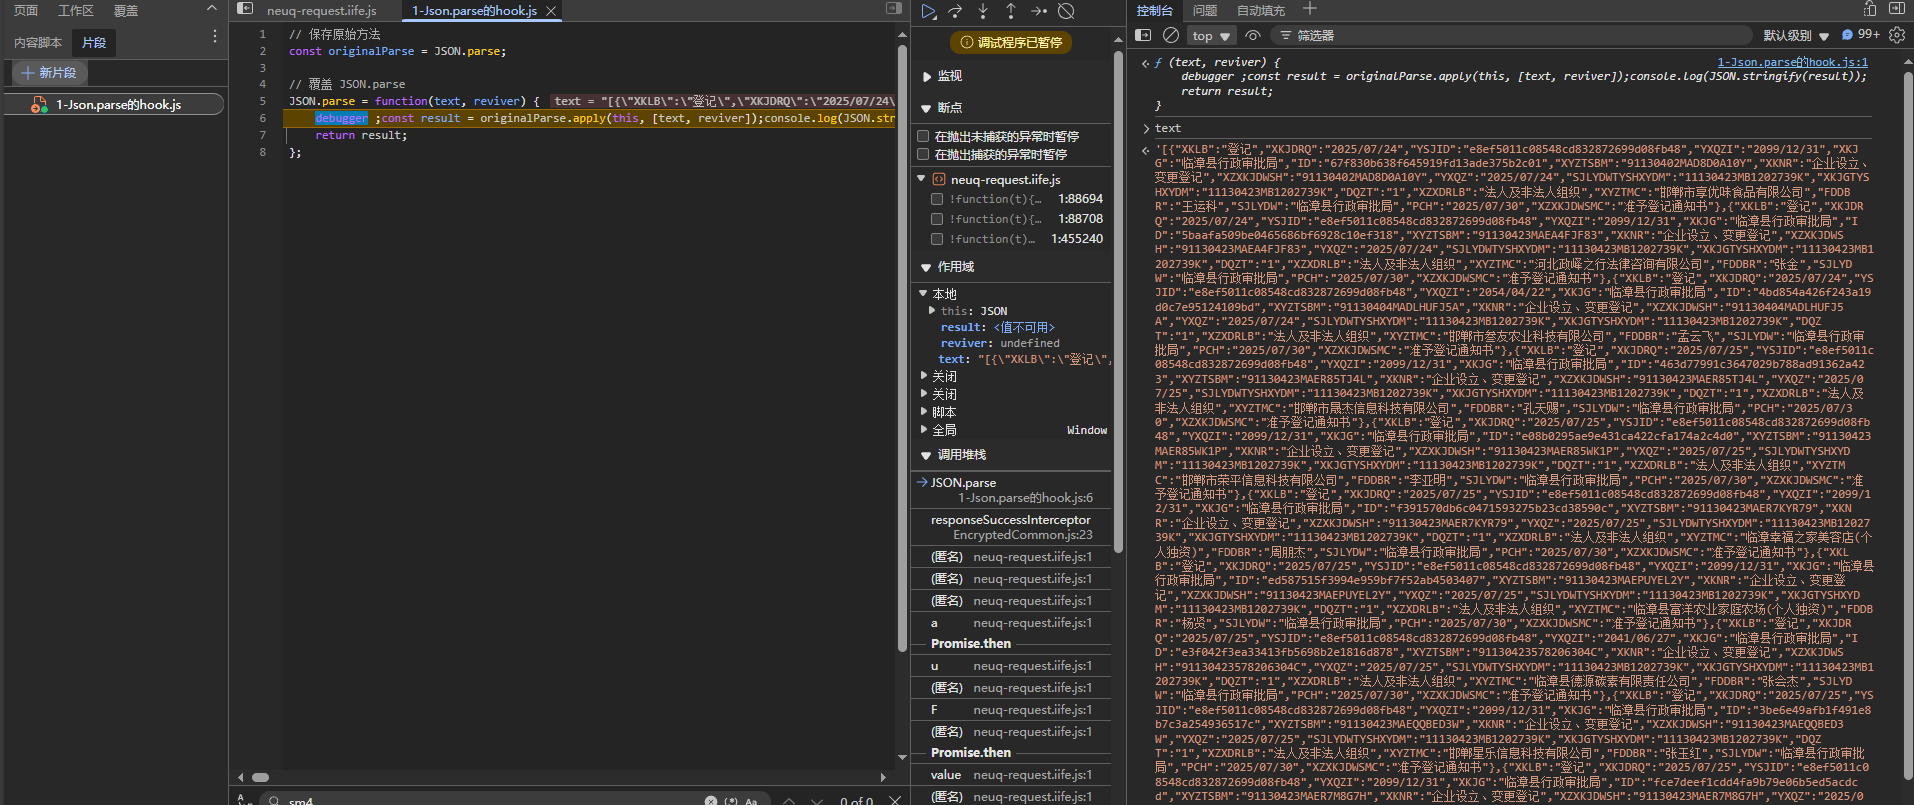 页面 工作区 覆盖
内容脚本 片段
新片段
1-Json.parse的hook.js
neuq-request.iife.js 1-Json.parse的hook.js
1 // 保存原始方法
2 const originalParse = JSON.parse;
3
4 // 覆盖 JSON.parse
5 JSON.parse = function(text, reviver) { text = "[{\"XKLB\":\"登记\",\"XKJDRQ\":\"2025/07/24\
6 debugger ;const result = originalParse.apply(this, [text, reviver]);console.log(JSON.str
7 return result;
8 };
sm4
Aa
0 of 0
调试程序已暂停
监视
断点
在抛出未捕获的异常时暂停
在抛出捕获的异常时暂停
neuq-request.iife.js
!function(t){… 1:88694
!function(t){… 1:88708
!function(t)… 1:455240
作用域
本地
this: JSON
result: <值不可用>
reviver: undefined
text: "[{\"XKLB\":\"登记\",
关闭
关闭
脚本
全局 Window
调用堆栈
JSON.parse
1-Json.parse的hook.js:6
responseSuccessInterceptor
EncryptedCommon.js:23
(匿名) neuq-request.iife.js:1
(匿名) neuq-request.iife.js:1
(匿名) neuq-request.iife.js:1
a neuq-request.iife.js:1
Promise.then
u neuq-request.iife.js:1
(匿名) neuq-request.iife.js:1
F neuq-request.iife.js:1
(匿名) neuq-request.iife.js:1
Promise.then
value neuq-request.iife.js:1
(匿名) neuq-request.iife.js:1
控制台 问题 自动填充
top 筛选器 默认级别 99+
ƒ (text, reviver) { 1-Json.parse的hook.js:1
debugger ;const result = originalParse.apply(this, [text, reviver]);console.log(JSON.stringify(result));
return result;
}
text
'[{"XKLB":"登记","XKJDRQ":"2025/07/24","YSJID":"e8ef5011c08548cd832872699d08fb48","YXQZI":"2099/12/31","XKJ
G":"临漳县行政审批局","ID":"67f830b638f645919fd13ade375b2c01","XYZTSBM":"91130402MAD8D0A10Y","XKNR":"企业设立、
变更登记","XZXKJDWSH":"91130402MAD8D0A10Y","YXQZ":"2025/07/24","SJLYDWTYSHXYDM":"11130423MB1202739K","XKJGTYS
HXYDM":"11130423MB1202739K","DQZT":"1","XZXDRLB":"法人及非法人组织","XYZTMC":"邯郸市享优味食品有限公司","FDDB
R":"王运科","SJLYDW":"临漳县行政审批局","PCH":"2025/07/30","XZXKJDWSMC":"准予登记通知书"},{"XKLB":"登记","XKJDR
Q":"2025/07/24","YSJID":"e8ef5011c08548cd832872699d08fb48","YXQZI":"2099/12/31","XKJG":"临漳县行政审批局","I
D":"5baafa509be0465686bf6928c10ef318","XYZTSBM":"91130423MAEA4FJF83","XKNR":"企业设立、变更登记","XZXKJDWS
H":"91130423MAEA4FJF83","YXQZ":"2025/07/24","SJLYDWTYSHXYDM":"11130423MB1202739K","XKJGTYSHXYDM":"11130423MB1
202739K","DQZT":"1","XZXDRLB":"法人及非法人组织","XYZTMC":"河北政峄之行法律咨询有限公司","FDDBR":"张金","SJLYD
W":"临漳县行政审批局","PCH":"2025/07/30","XZXKJDWSMC":"准予登记通知书"},{"XKLB":"登记","XKJDRQ":"2025/07/24","YS
JID":"e8ef5011c08548cd832872699d08fb48","YXQZI":"2054/04/22","XKJG":"临漳县行政审批局","ID":"4bd854a426f243a19
d0c7e95124109bd","XYZTSBM":"91130404MADLHUFJ5A","XKNR":"企业设立、变更登记","XZXKJDWSH":"91130404MADLHUFJ5
A","YXQZ":"2025/07/24","SJLYDWTYSHXYDM":"11130423MB1202739K","XKJGTYSHXYDM":"11130423MB1202739K","DQZ
T":"1","XZXDRLB":"法人及非法人组织","XYZTMC":"邯郸市叁友农业科技有限公司","FDDBR":"孟云飞","SJLYDW":"临漳县行政审
批局","PCH":"2025/07/30","XZXKJDWSMC":"准予登记通知书"},{"XKLB":"登记","XKJDRQ":"2025/07/25","YSJID":"e8ef5011c
08548cd832872699d08fb48","YXQZI":"2099/12/31","XKJG":"临漳县行政审批局","ID":"463d77991c3647029b788ad91362a42
3","XYZTSBM":"91130423MAER85TJ4L","XKNR":"企业设立、变更登记","XZXKJDWSH":"91130423MAER85TJ4L","YXQZ":"2025/0
7/25","SJLYDWTYSHXYDM":"11130423MB1202739K","XKJGTYSHXYDM":"11130423MB1202739K","DQZT":"1","XZXDRLB":"法人及
非法人组织","XYZTMC":"邯郸市晟杰信息科技有限公司","FDDBR":"孔天赐","SJLYDW":"临漳县行政审批局","PCH":"2025/07/3
0","XZXKJDWSMC":"准予登记通知书"},{"XKLB":"登记","XKJDRQ":"2025/07/25","YSJID":"e8ef5011c08548cd832872699d08fb
48","YXQZI":"2099/12/31","XKJG":"临漳县行政审批局","ID":"e08b0295ae9e431ca422cfa174a2c4d0","XYZTSBM":"91130423
MAER85WK1P","XKNR":"企业设立、变更登记","XZXKJDWSH":"91130423MAER85WK1P","YXQZ":"2025/07/25","SJLYDWTYSHXYD
M":"11130423MB1202739K","XKJGTYSHXYDM":"11130423MB1202739K","DQZT":"1","XZXDRLB":"法人及非法人组织","XYZTM
C":"邯郸市荣平信息科技有限公司","FDDBR":"李亚明","SJLYDW":"临漳县行政审批局","PCH":"2025/07/30","XZXKJDWSMC":"准
予登记通知书"},{"XKLB":"登记","XKJDRQ":"2025/07/25","YSJID":"e8ef5011c08548cd832872699d08fb48","YXQZI":"2099/1
2/31","XKJG":"临漳县行政审批局","ID":"f391570db6c0471593275b23cd38590c","XYZTSBM":"91130423MAER7KYR79","XKN
R":"企业设立、变更登记","XZXKJDWSH":"91130423MAER7KYR79","YXQZ":"2025/07/25","SJLYDWTYSHXYDM":"11130423MB12027
39K","XKJGTYSHXYDM":"11130423MB1202739K","DQZT":"1","XZXDRLB":"法人及非法人组织","XYZTMC":"临漳幸福之家美容店(个
人独资)","FDDBR":"周朋杰","SJLYDW":"临漳县行政审批局","PCH":"2025/07/30","XZXKJDWSMC":"准予登记通知书"},{"XKL
B":"登记","XKJDRQ":"2025/07/25","YSJID":"e8ef5011c08548cd832872699d08fb48","YXQZI":"2099/12/31","XKJG":"临漳县
行政审批局","ID":"ed587515f3994e959bf7f52ab4503407","XYZTSBM":"91130423MAEPUYEL2Y","XKNR":"企业设立、变更登
记","XZXKJDWSH":"91130423MAEPUYEL2Y","YXQZ":"2025/07/25","SJLYDWTYSHXYDM":"11130423MB1202739K","XKJGTYSHXYD
M":"11130423MB1202739K","DQZT":"1","XZXDRLB":"法人及非法人组织","XYZTMC":"临漳县富洋农业家庭农场(个人独资)","FDDB
R":"杨贤","SJLYDW":"临漳县行政审批局","PCH":"2025/07/30","XZXKJDWSMC":"准予登记通知书"},{"XKLB":"登记","XKJDR
Q":"2025/07/25","YSJID":"e8ef5011c08548cd832872699d08fb48","YXQZI":"2041/06/27","XKJG":"临漳县行政审批局","I
D":"e3f042f3ea33413fb5698b2e1816d878","XYZTSBM":"91130423578206304C","XKNR":"企业设立、变更登记","XZXKJDWS
H":"91130423578206304C","YXQZ":"2025/07/25","SJLYDWTYSHXYDM":"11130423MB1202739K","XKJGTYSHXYDM":"11130423MB1
202739K","DQZT":"1","XZXDRLB":"法人及非法人组织","XYZTMC":"临漳县德源碳素有限责任公司","FDDBR":"张会杰","SJLYD
W":"临漳县行政审批局","PCH":"2025/07/30","XZXKJDWSMC":"准予登记通知书"},{"XKLB":"登记","XKJDRQ":"2025/07/25","YS
JID":"e8ef5011c08548cd832872699d08fb48","YXQZI":"2099/12/31","XKJG":"临漳县行政审批局","ID":"3be6e49afb1f491e8
b7c3a254936517c","XYZTSBM":"91130423MAEQQBED3W","XKNR":"企业设立、变更登记","XZXKJDWSH":"91130423MAEQQBED3
W","YXQZ":"2025/07/25","SJLYDWTYSHXYDM":"11130423MB1202739K","XKJGTYSHXYDM":"11130423MB1202739K","DQZ
T":"1","XZXDRLB":"法人及非法人组织","XYZTMC":"邯郸星乐信息科技有限公司","FDDBR":"张玉红","SJLYDW":"临漳县行政审批
局","PCH":"2025/07/30","XZXKJDWSMC":"准予登记通知书"},{"XKLB":"登记","XKJDRQ":"2025/07/25","YSJID":"e8ef5011c0
8548cd832872699d08fb48","YXQZI":"2099/12/31","XKJG":"临漳县行政审批局","ID":"fce7deef1cdd4fa9b79e06b5ed5acdc
d","XYZTSBM":"91130423MAER7M8G7H","XKNR":"企业设立、变更登记","XZXKJDWSH":"91130423MAER7M8G7H","YXQZ":"2025/0